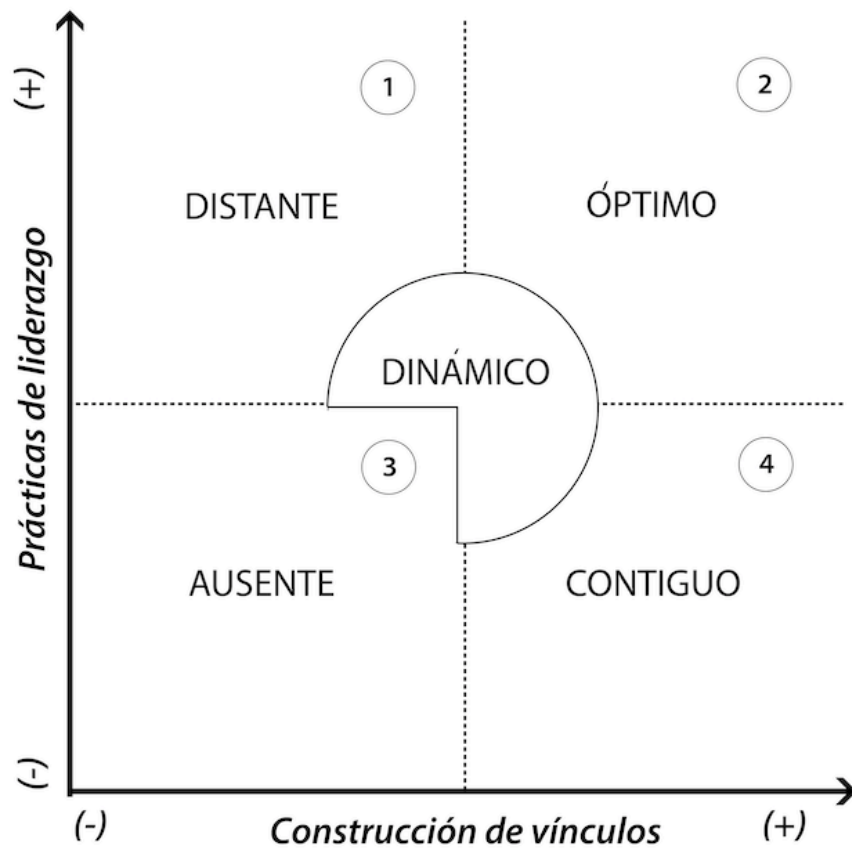 (+)
1
2
DISTANTE
ÓPTIMO
Prácticas de liderazgo
DINÁMICO
3
4
AUSENTE
CONTIGUO
(-)
(-)
Construcción de vínculos
(+)